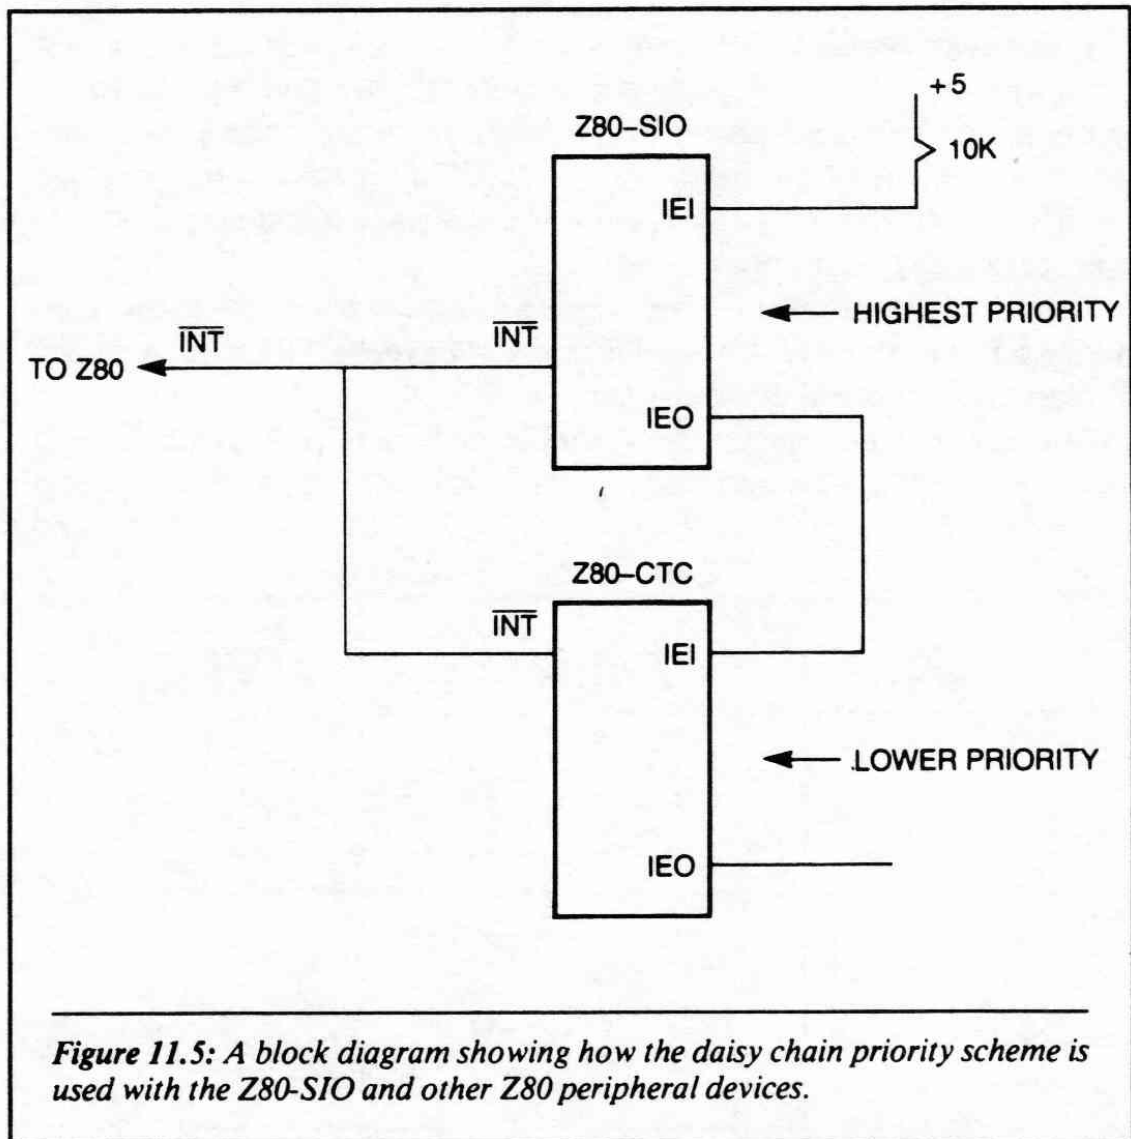 +5
Z80–SIO
10K
IEI
HIGHEST PRIORITY
INT
INT
TO Z80
IEO
Z80–CTC
INT
IEI
LOWER PRIORITY
IEO
Figure 11.5: A block diagram showing how the daisy chain priority scheme is
used with the Z80-SIO and other Z80 peripheral devices.